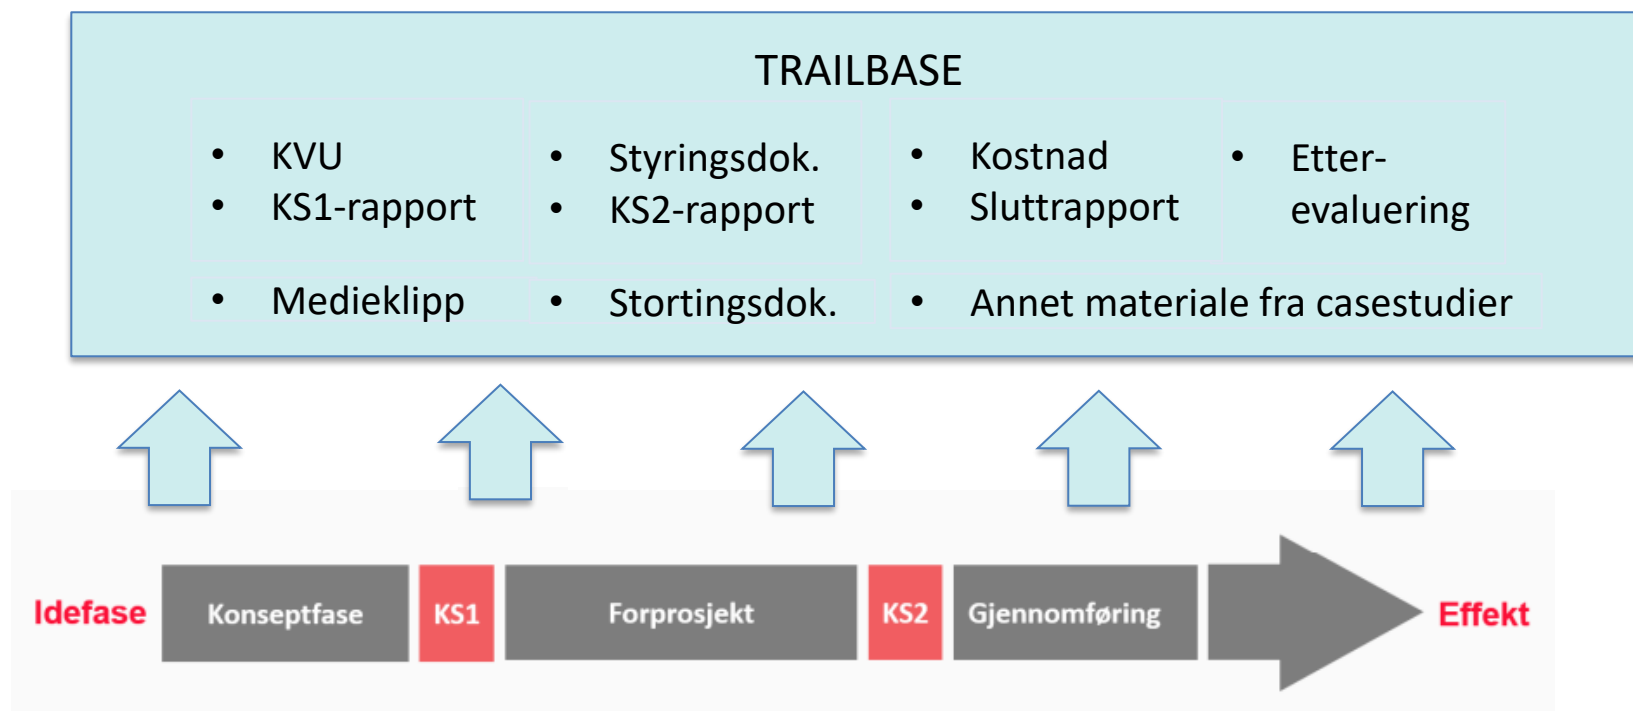 TRAILBASE
• KVU
• KS1-rapport
• Styringsdok.
• KS2-rapport
• Kostnad
• Sluttrapport
• Etter-
evaluering
• Medieklipp
• Stortingsdok.
• Annet materiale fra casestudier
Idefase
Konseptfase
KS1
Forprosjekt
KS2
Gjennomføring
Effekt